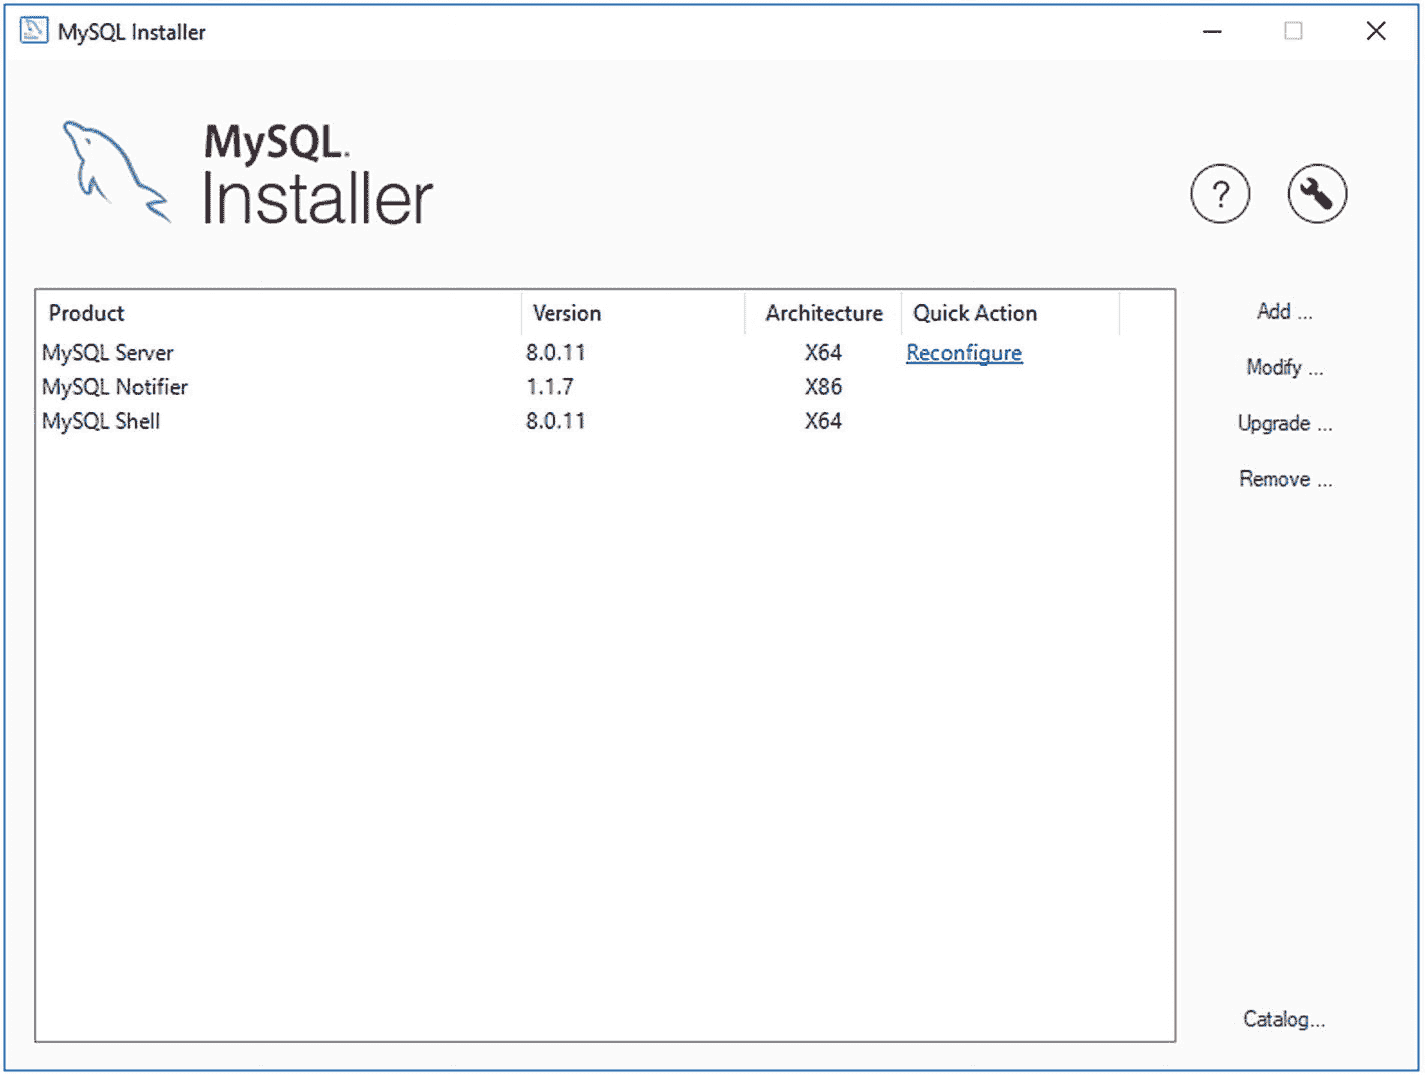 MySQL Installer
MySQL.
Installer
?
Product Version Architecture Quick Action
MySQL Server 8.0.11 X64 Reconfigure
MySQL Notifier 1.1.7 X86
MySQL Shell 8.0.11 X64
Add ...
Modify ...
Upgrade ...
Remove ...
Catalog...